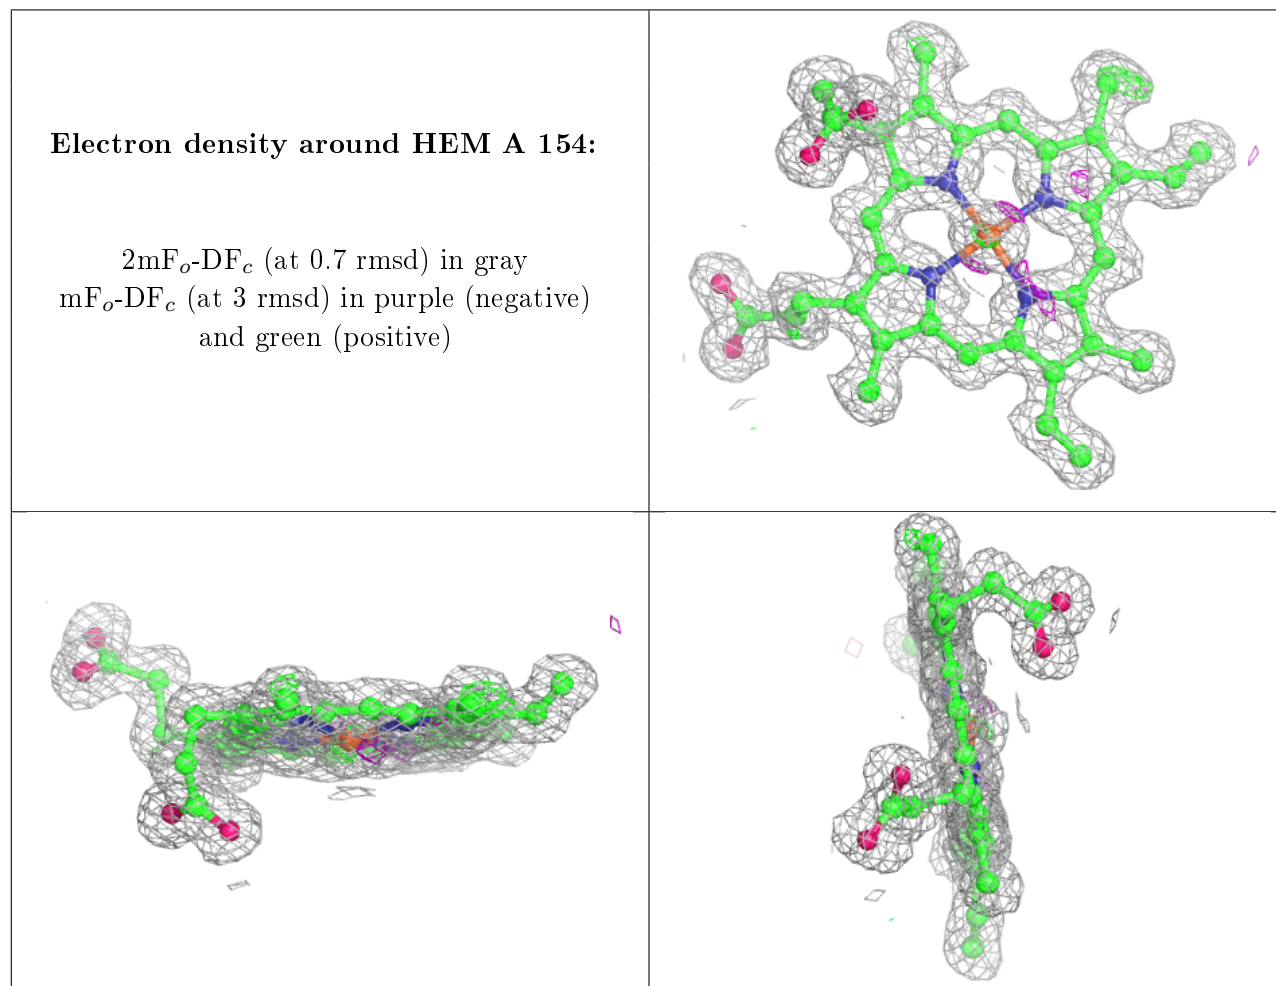 Electron density around HEM A 154:
2mFo-DFc (at 0.7 rmsd) in gray
mFo-DFc (at 3 rmsd) in purple (negative)
and green (positive)